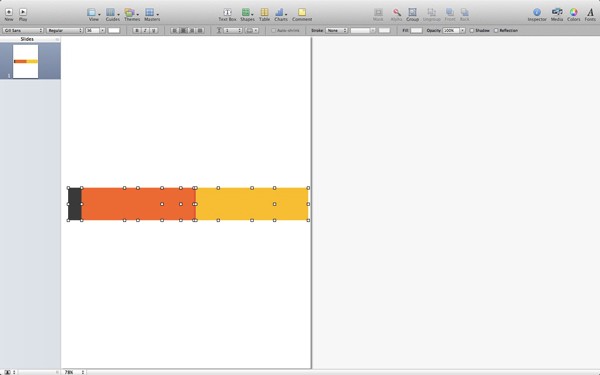 New Play View Guides Themes Masters Text Box Shapes Table Charts Comment Mask Alpha Group Ungroup Front Back Inspector Media Colors Fonts
Gill Sans Regular 36 B I U 1 Auto shrink Stroke: None Fill: Opacity: 100% Shadow Reflection
Slides
1
78%